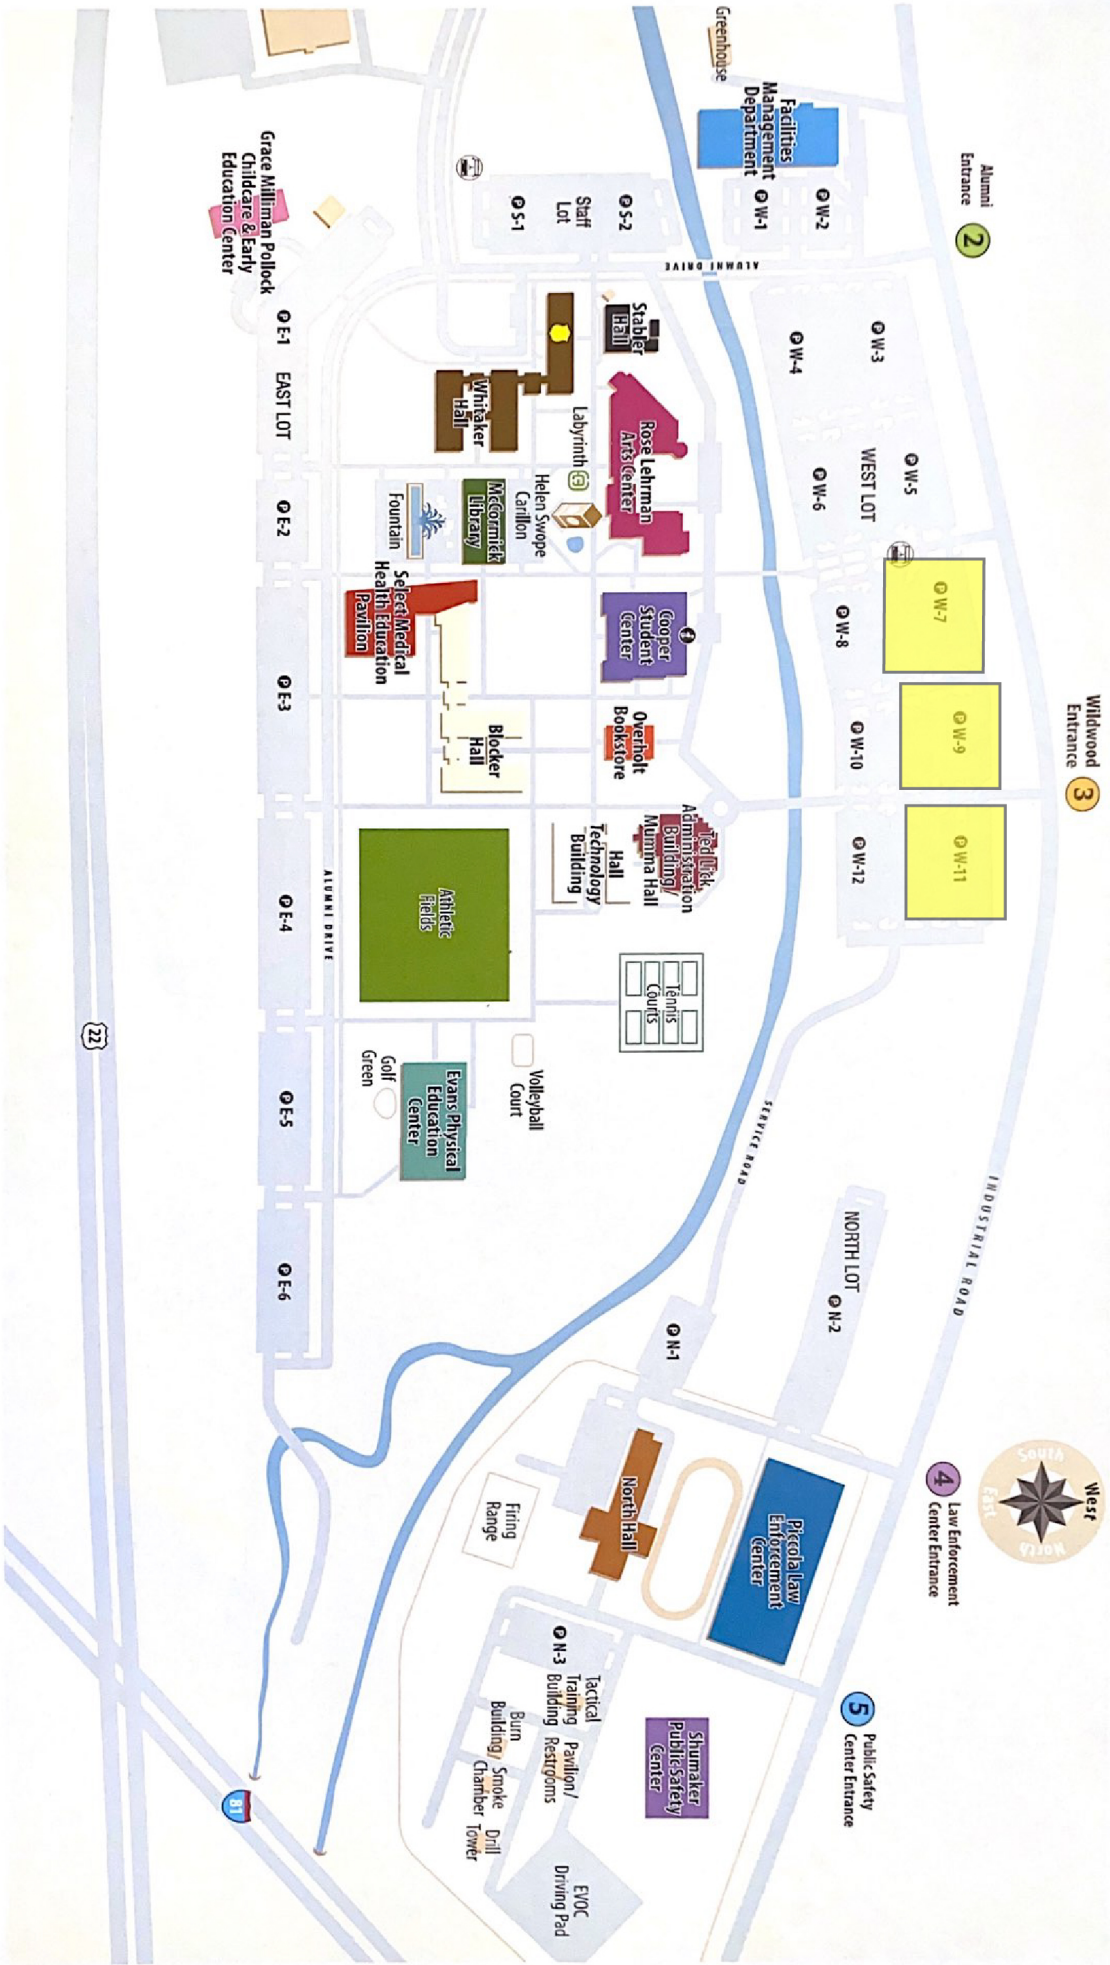 Greenhouse
Facilities
Management
Department
Alumni
Entrance
2
P W-1
P W-2
P S-1
Staff
Lot
P S-2
ALUMNI DRIVE
Grace Milliman Pollock
Childcare & Early
Education Center
P E-1
EAST LOT
P E-2
P E-3
P E-4
P E-5
P E-6
ALUMNI DRIVE
Stabler
Hall
Whitaker
Hall
Labyrinth
Rose Lehrman
Arts Center
Helen Swope
Carillon
McCormick
Library
Fountain
Select Medical
Health Education
Pavilion
Cooper
Student
Center
Overholt
Bookstore
Blocker
Hall
Ted Lick
Administration
Building/
Mumma Hall
Hall
Technology
Building
Athletic
Fields
Tennis
Courts
Volleyball
Court
Golf
Green
Evans Physical
Education
Center
P W-3
P W-4
P W-5
P W-6
WEST LOT
P W-7
P W-8
P W-9
P W-10
P W-11
P W-12
Wildwood
Entrance
3
SERVICE ROAD
INDUSTRIAL ROAD
NORTH LOT
P N-2
P N-1
West
South
East
North
4
Law Enforcement
Center Entrance
North Hall
Firing
Range
Piccola Law
Enforcement
Center
5
Public Safety
Center Entrance
P N-3
Tactical
Training
Building
Pavilion/
Restrooms
Burn
Building/
Smoke
Chamber
Drill
Tower
Shumaker
Public Safety
Center
EVOC
Driving Pad
22
81